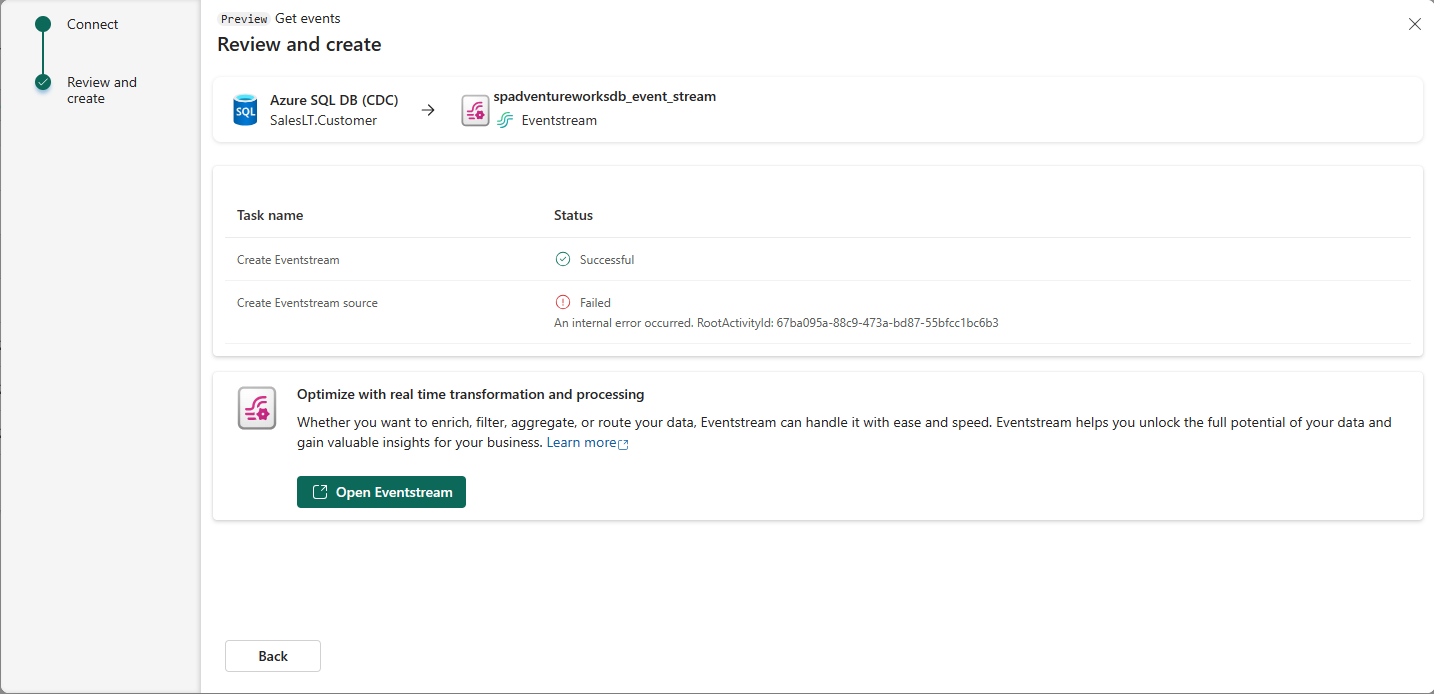 Connect
Review and
create
Preview Get events
Review and create
SQL
Azure SQL DB (CDC)
SalesLT.Customer
spadventureworksdb_event_stream
Eventstream
Task name Status
Create Eventstream Successful
Create Eventstream source Failed
An internal error occurred. RootActivityId: 67ba095a-88c9-473a-bd87-55bfcc1bc6b3
Optimize with real time transformation and processing
Whether you want to enrich, filter, aggregate, or route your data, Eventstream can handle it with ease and speed. Eventstream helps you unlock the full potential of your data and
gain valuable insights for your business. Learn more
Open Eventstream
Back